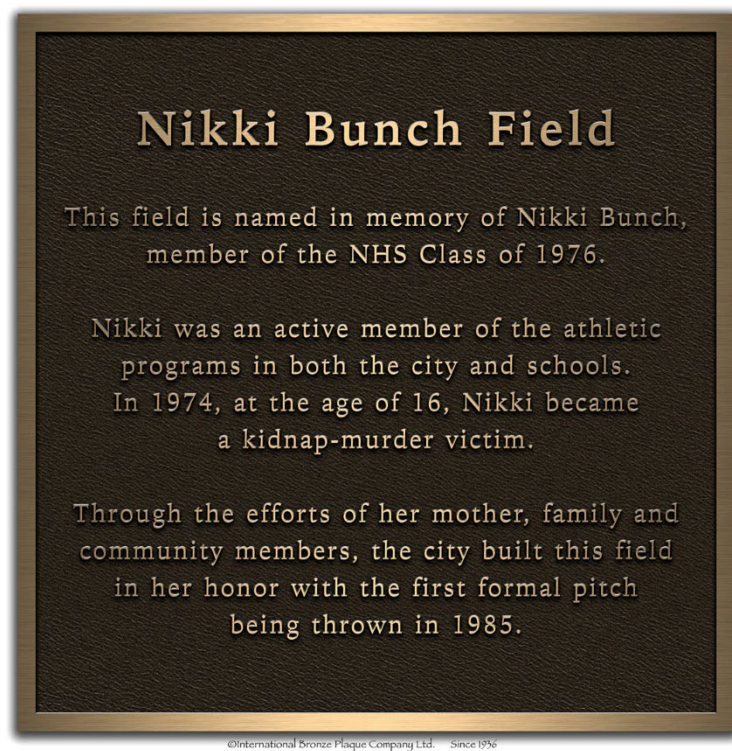 Nikki Bunch Field
This field is named in memory of Nikki Bunch,
member of the NHS Class of 1976.
Nikki was an active member of the athletic
programs in both the city and schools.
In 1974, at the age of 16, Nikki became
a kidnap-murder victim.
Through the efforts of her mother, family and
community members, the city built this field
in her honor with the first formal pitch
being thrown in 1985.
©International Bronze Plaque Company Ltd. Since 1936